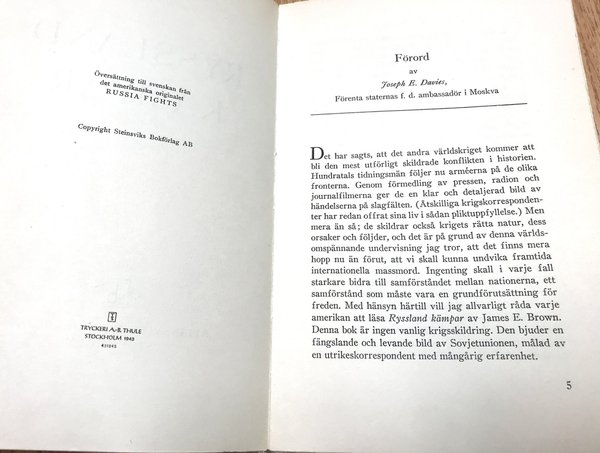 Översättning till svenskan från
det amerikanska originalet
RUSSIA FIGHTS
Copyright Steinsviks Bokförlag AB
TRYCKERI A.-B. THULE
STOCKHOLM 1943
Förord
av
Joseph E. Davies,
Förenta staternas f. d. ambassadör i Moskva
Det har sagts, att det andra världskriget kommer att
bli den mest utförligt skildrade konflikten i historien.
Hundratals tidningsmän följer nu arméerna på de olika
fronterna. Genom förmedling av pressen, radion och
journalfilmerna ger de en klar och detaljerad bild av
händelserna på slagfälten. (Åtskilliga krigskorresponden-
ter har redan offrat sina liv i sådan pliktuppfyllelse.) Men
mera än så; de skildrar också krigets rätta natur, dess
orsaker och följder, och det är på grund av denna världs-
omspännande undervisning jag tror, att det finns mera
hopp nu än förut, att vi skall kunna undvika framtida
internationella massmord. Ingenting skall i varje fall
starkare bidra till samförståndet mellan nationerna, ett
samförstånd som måste vara en grundförutsättning för
freden. Med hänsyn härtill vill jag allvarligt råda varje
amerikan att läsa Ryssland kämpar av James E. Brown.
Denna bok är ingen vanlig krigsskildring. Den bjuder en
fängslande och levande bild av Sovjetunionen, målad av
en utrikeskorrespondent med mångårig erfarenhet.
5